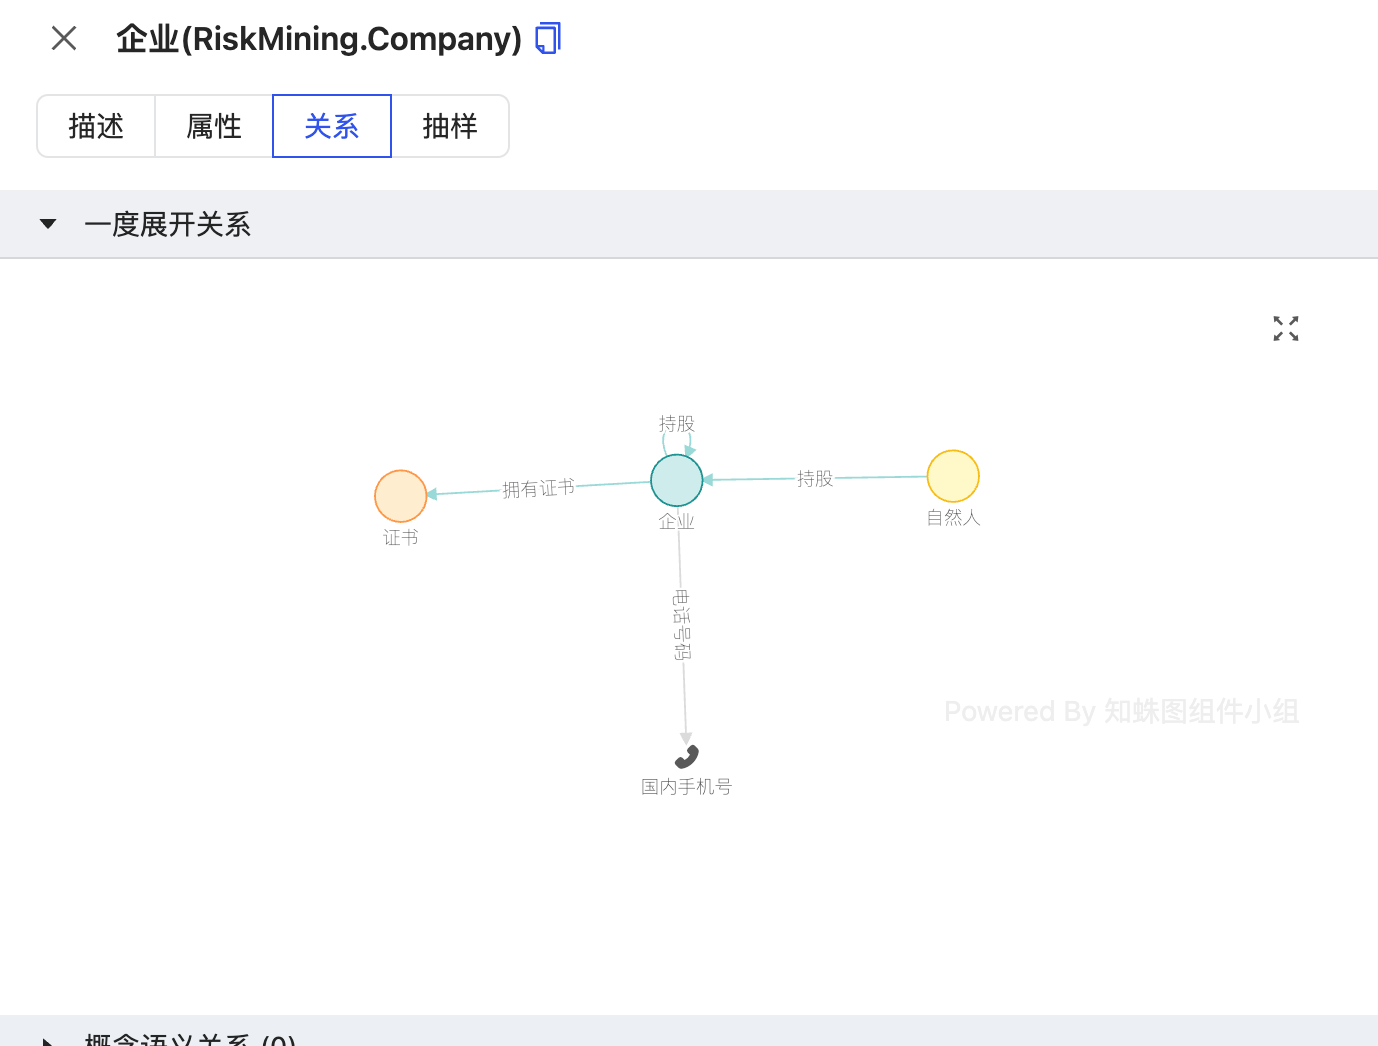 企业(RiskMining.Company)
描述 属性 关系 抽样
一度展开关系
持股
拥有证书
持股
企业
证书
自然人
电话号码
Powered By 知蛛图组件小组
国内手机号
概念语义关系 (0)